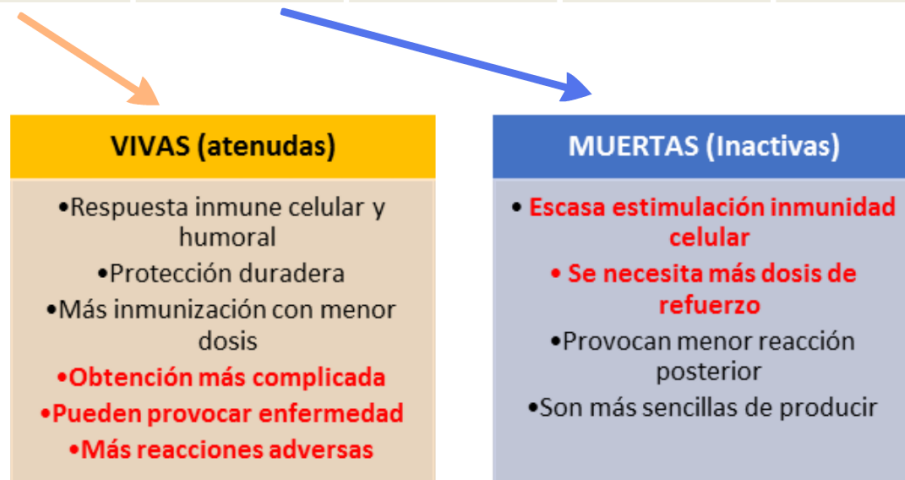 VIVAS (atenudas)
•Respuesta inmune celular y
humoral
•Protección duradera
•Más inmunización con menor
dosis
•Obtención más complicada
•Pueden provocar enfermedad
•Más reacciones adversas
MUERTAS (Inactivas)
• Escasa estimulación inmunidad
celular
• Se necesita más dosis de
refuerzo
•Provocan menor reacción
posterior
•Son más sencillas de producir